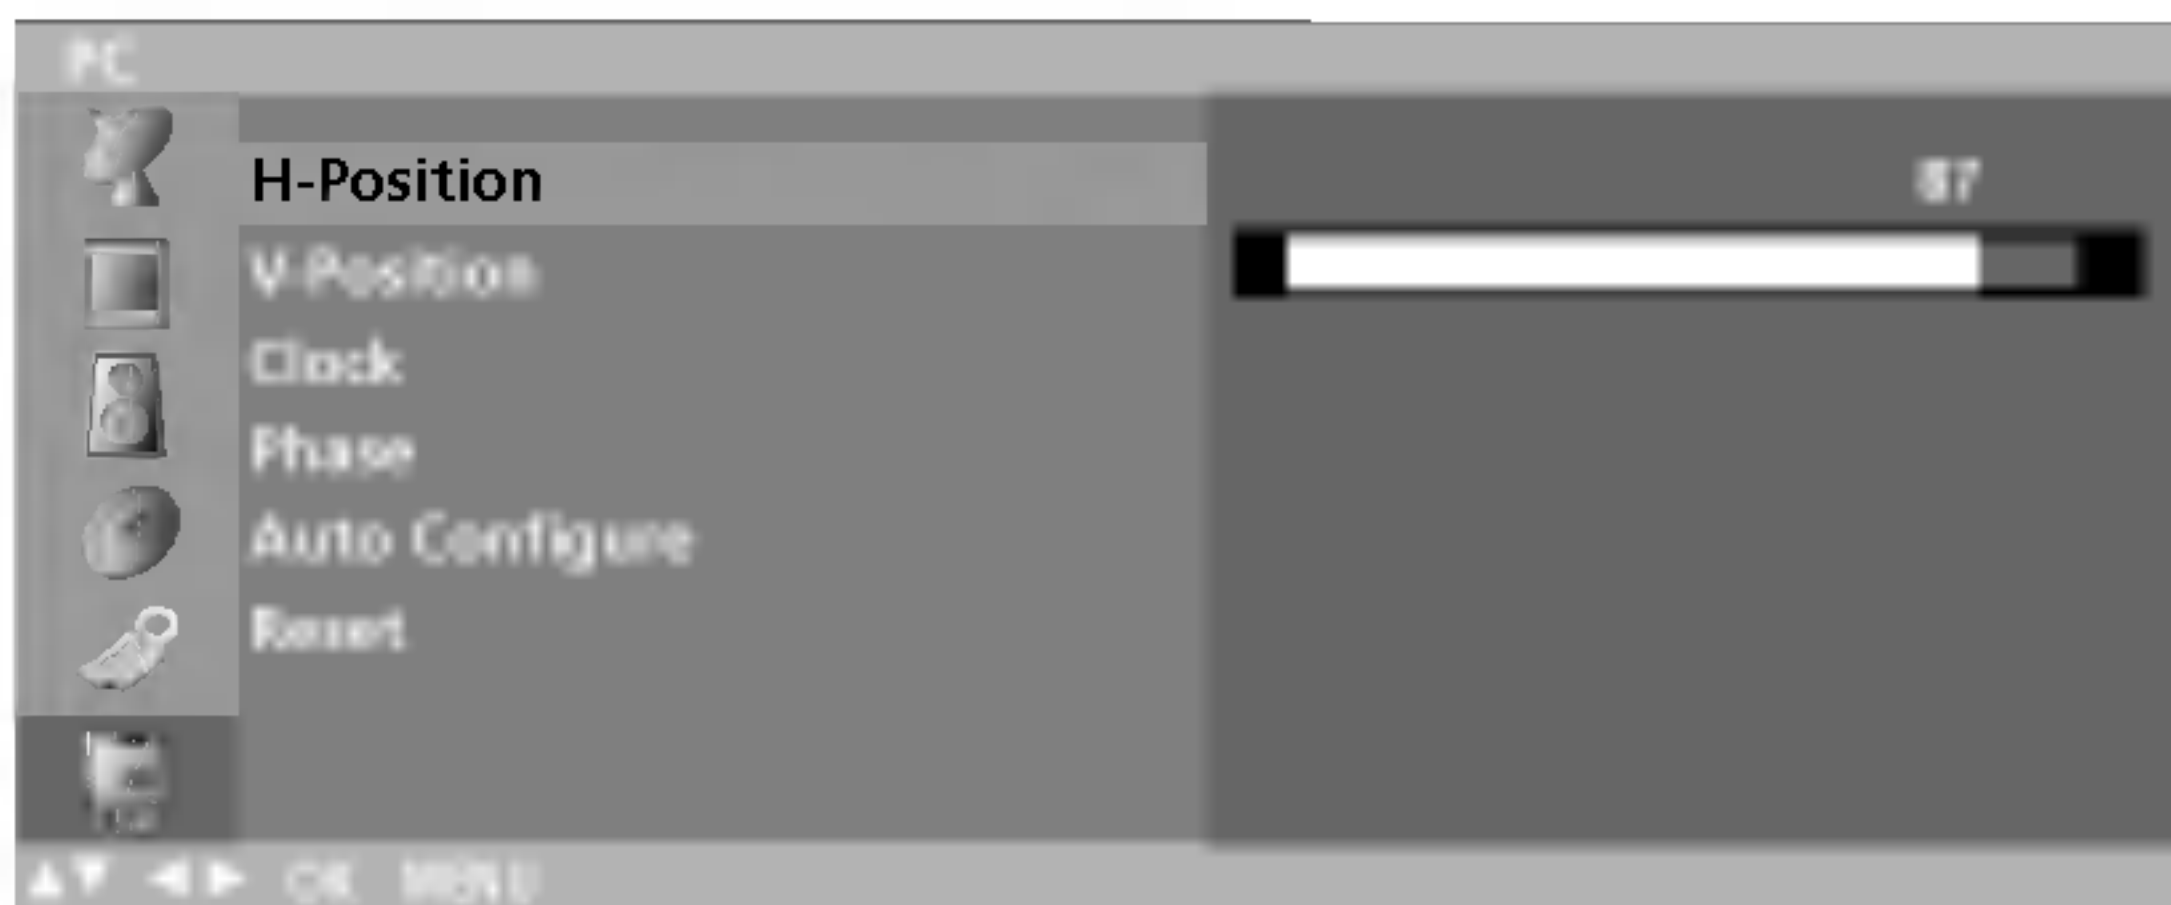 PC
H-Position
87
V-Position
Clock
Phase
Auto Configure
Reset
▲▼ ◀▶ OK MENU